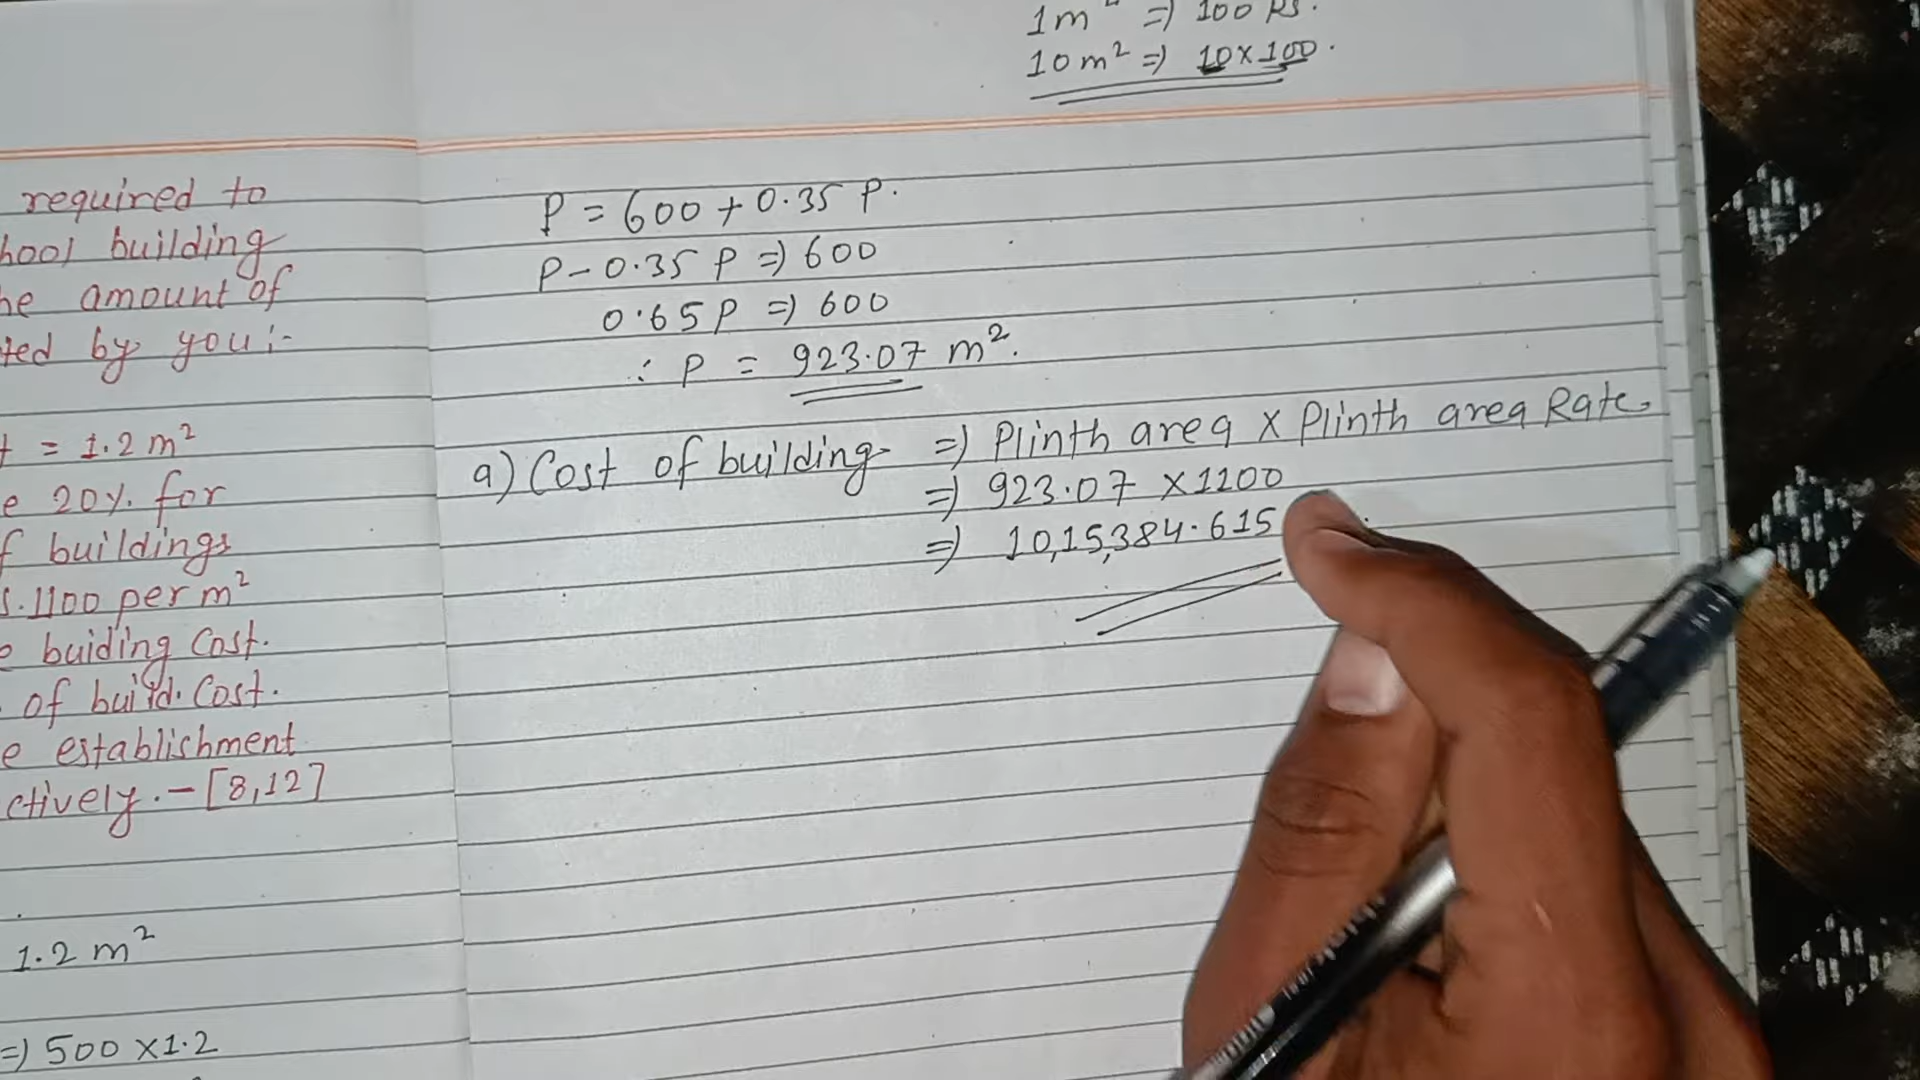 1m² => 100 Rs.
10m² => 10x100.
required to
hool building
he amount of
ted by you:-
t = 1.2 m²
e 20%. for
f buildings
s.1100 per m²
e buiding Cost.
of build. Cost.
e establishment
ctively. - [8,12]
1.2 m²
=) 500 x 1.2
P = 600 + 0.35 P.
P - 0.35 P => 600
0.65 P => 600
∴ P = 923.07 m².
a) Cost of building => Plinth area x Plinth area Rate.
=> 923.07 x 1100
=> 10,15,384.615